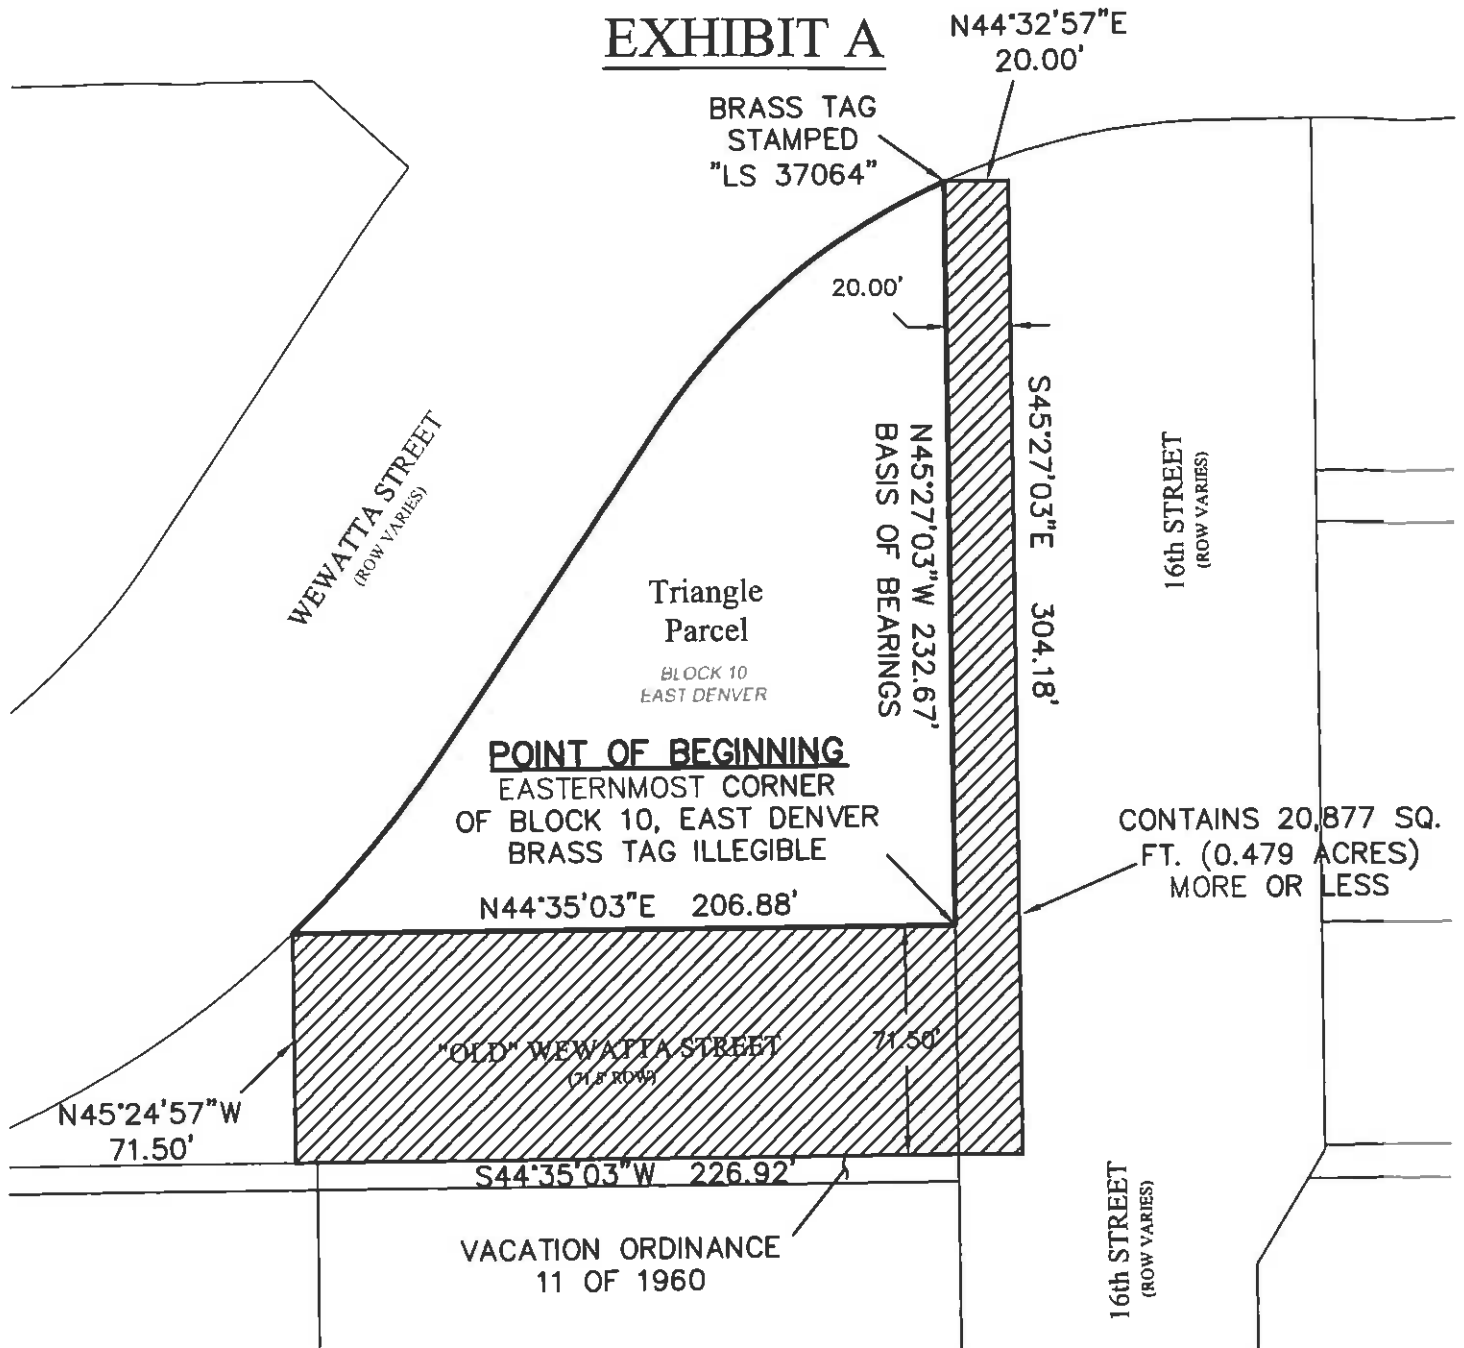 EXHIBIT A
N44°32'57"E
20.00'
BRASS TAG
STAMPED
"LS 37064"
20.00'
S45°27'03"E 304.18'
N45°27'03"W 232.67'
BASIS OF BEARINGS
16th STREET
(ROW VARIES)
WEWATTA STREET
(ROW VARIES)
Triangle
Parcel
BLOCK 10
EAST DENVER
POINT OF BEGINNING
EASTERNMOST CORNER
OF BLOCK 10, EAST DENVER
BRASS TAG ILLEGIBLE
CONTAINS 20,877 SQ.
FT. (0.479 ACRES)
MORE OR LESS
N44°35'03"E 206.88'
"OLD" WEWATTA STREET
(71.5' ROW)
71.50'
N45°24'57"W
71.50'
S44°35'03"W 226.92'
VACATION ORDINANCE
11 OF 1960
16th STREET
(ROW VARIES)